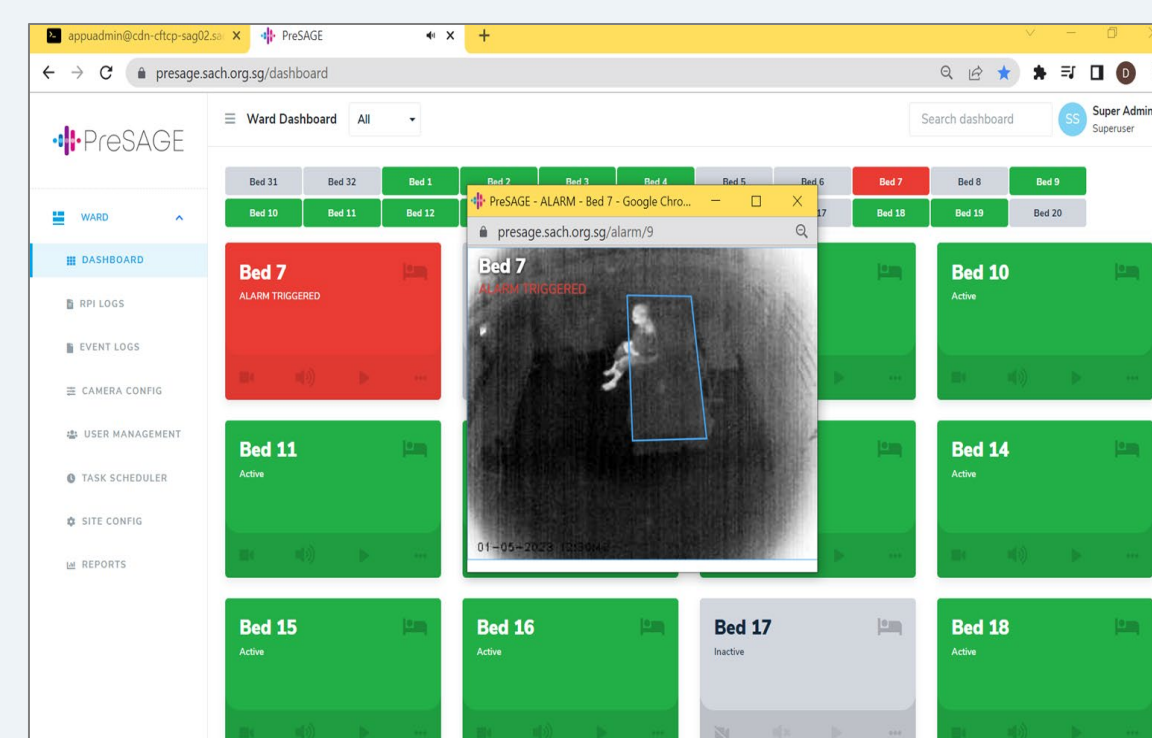 appuadmin@cdn-cftcp-sag02.sa
PreSAGE
presage.sach.org.sg/dashboard
D
PreSAGE
Ward Dashboard
All
Search dashboard
SS
Super Admin
Superuser
Bed 31
Bed 32
Bed 1
Bed 2
Bed 3
Bed 4
Bed 5
Bed 6
Bed 7
Bed 8
Bed 9
Bed 10
Bed 11
Bed 12
17
Bed 18
Bed 19
Bed 20
WARD
DASHBOARD
RPI LOGS
EVENT LOGS
CAMERA CONFIG
USER MANAGEMENT
TASK SCHEDULER
SITE CONFIG
REPORTS
Bed 7
ALARM TRIGGERED
PreSAGE - ALARM - Bed 7 - Google Chro...
presage.sach.org.sg/alarm/9
Bed 7
ALARM TRIGGERED
Bed 10
Active
Bed 11
Active
Bed 14
Active
Bed 15
Active
Bed 16
Active
Bed 17
Inactive
Bed 18
Active